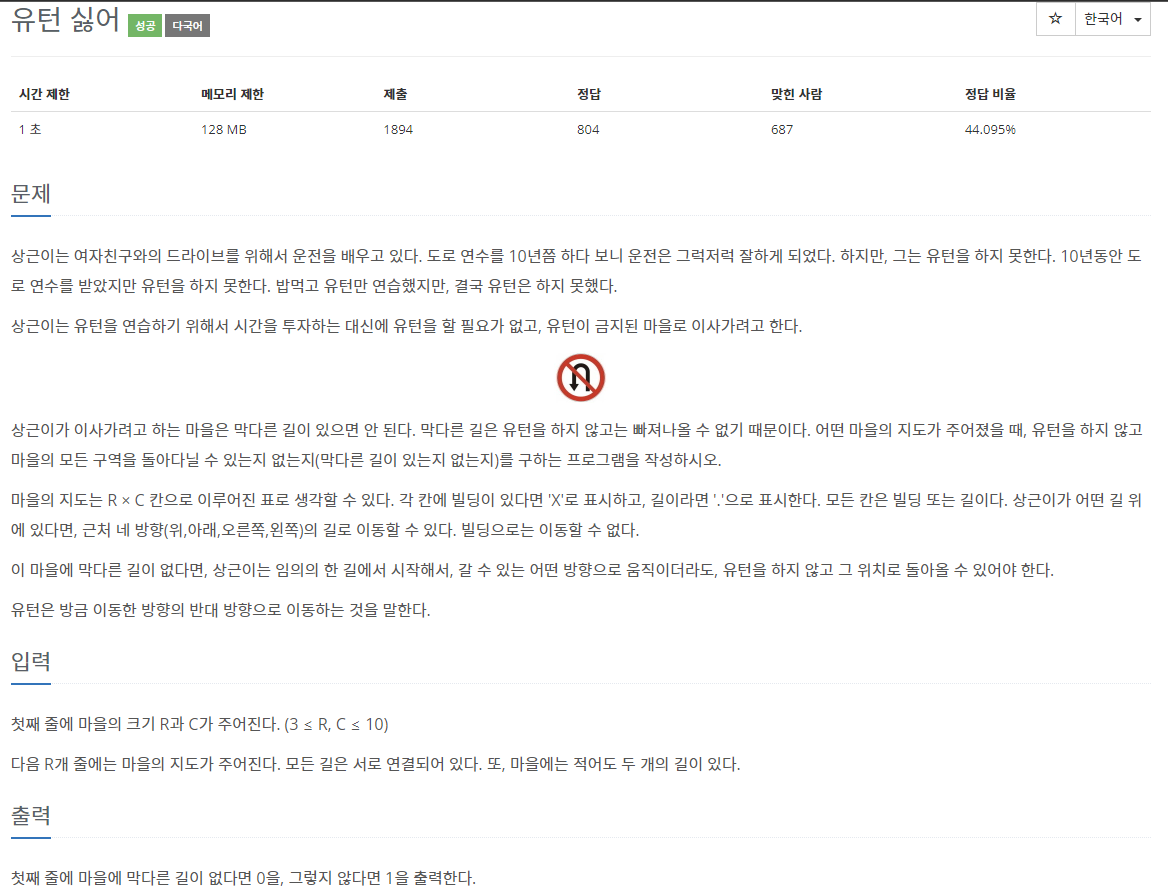 유턴 싫어 성공 다국어
☆ 한국어
시간 제한 메모리 제한 제출 정답 맞힌 사람 정답 비율
1 초 128 MB 1894 804 687 44.095%
문제
상근이는 여자친구와의 드라이브를 위해서 운전을 배우고 있다. 도로 연수를 10년쯤 하다 보니 운전은 그럭저럭 잘하게 되었다. 하지만, 그는 유턴을 하지 못한다. 10년동안 도
로 연수를 받았지만 유턴을 하지 못한다. 밥먹고 유턴만 연습했지만, 결국 유턴은 하지 못했다.
상근이는 유턴을 연습하기 위해서 시간을 투자하는 대신에 유턴을 할 필요가 없고, 유턴이 금지된 마을로 이사가려고 한다.
상근이가 이사가려고 하는 마을은 막다른 길이 있으면 안 된다. 막다른 길은 유턴을 하지 않고는 빠져나올 수 없기 때문이다. 어떤 마을의 지도가 주어졌을 때, 유턴을 하지 않고
마을의 모든 구역을 돌아다닐 수 있는지 없는지(막다른 길이 있는지 없는지)를 구하는 프로그램을 작성하시오.
마을의 지도는 R × C 칸으로 이루어진 표로 생각할 수 있다. 각 칸에 빌딩이 있다면 'X'로 표시하고, 길이라면 '.'으로 표시한다. 모든 칸은 빌딩 또는 길이다. 상근이가 어떤 길 위
에 있다면, 근처 네 방향(위,아래,오른쪽,왼쪽)의 길로 이동할 수 있다. 빌딩으로는 이동할 수 없다.
이 마을에 막다른 길이 없다면, 상근이는 임의의 한 길에서 시작해서, 갈 수 있는 어떤 방향으로 움직이더라도, 유턴을 하지 않고 그 위치로 돌아올 수 있어야 한다.
유턴은 방금 이동한 방향의 반대 방향으로 이동하는 것을 말한다.
입력
첫째 줄에 마을의 크기 R과 C가 주어진다. (3 ≤ R, C ≤ 10)
다음 R개 줄에는 마을의 지도가 주어진다. 모든 길은 서로 연결되어 있다. 또, 마을에는 적어도 두 개의 길이 있다.
출력
첫째 줄에 마을에 막다른 길이 없다면 0을, 그렇지 않다면 1을 출력한다.